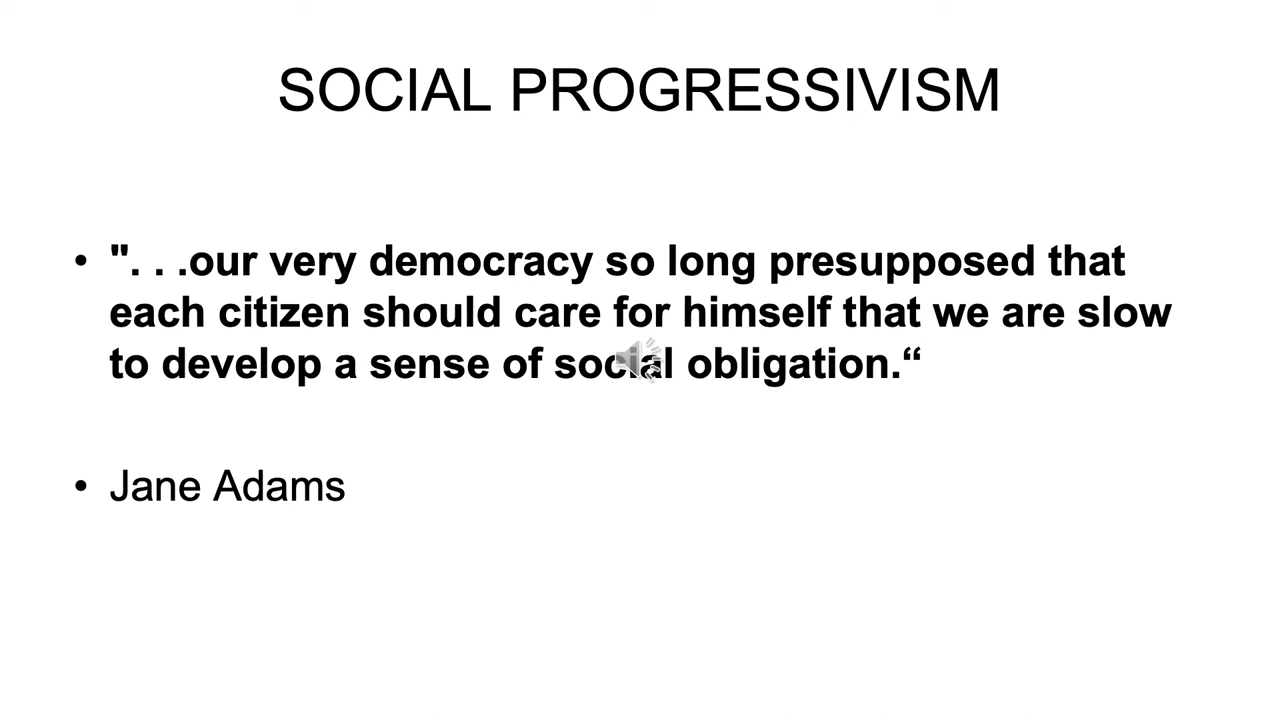 SOCIAL PROGRESSIVISM
• ". . .our very democracy so long presupposed that
each citizen should care for himself that we are slow
to develop a sense of social obligation.“
• Jane Adams